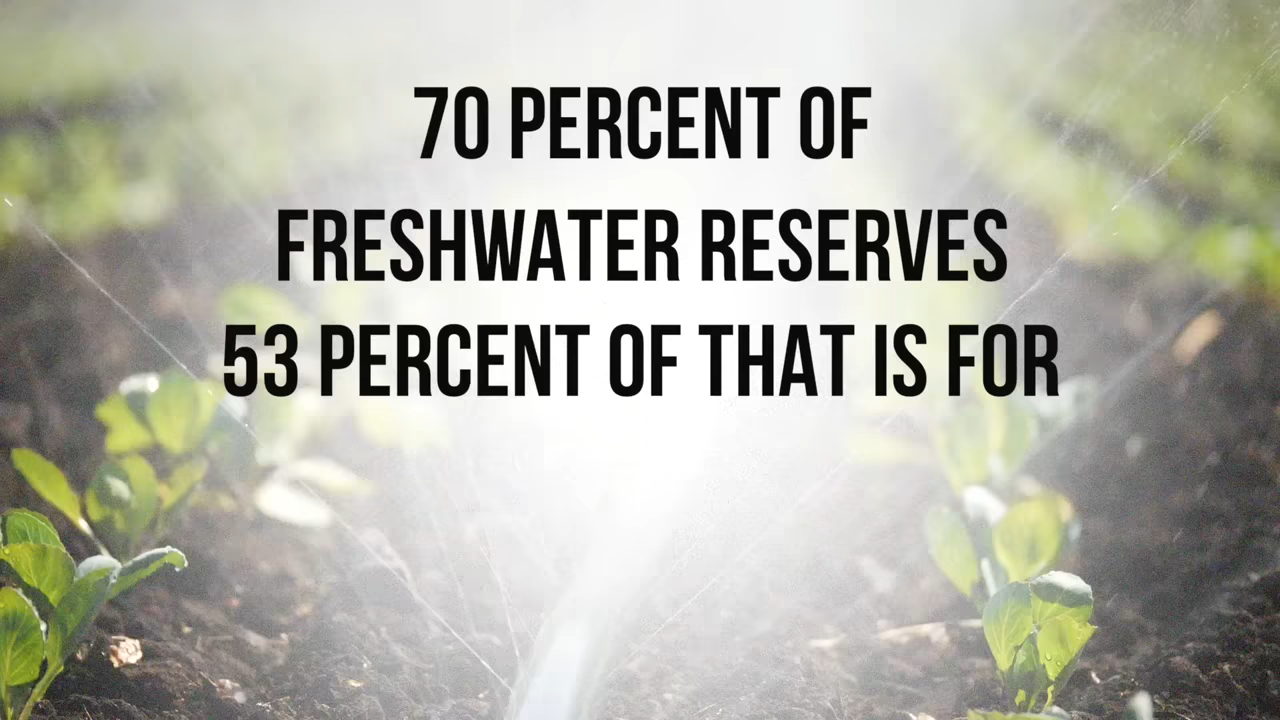 70 PERCENT OF
FRESHWATER RESERVES
53 PERCENT OF THAT IS FOR